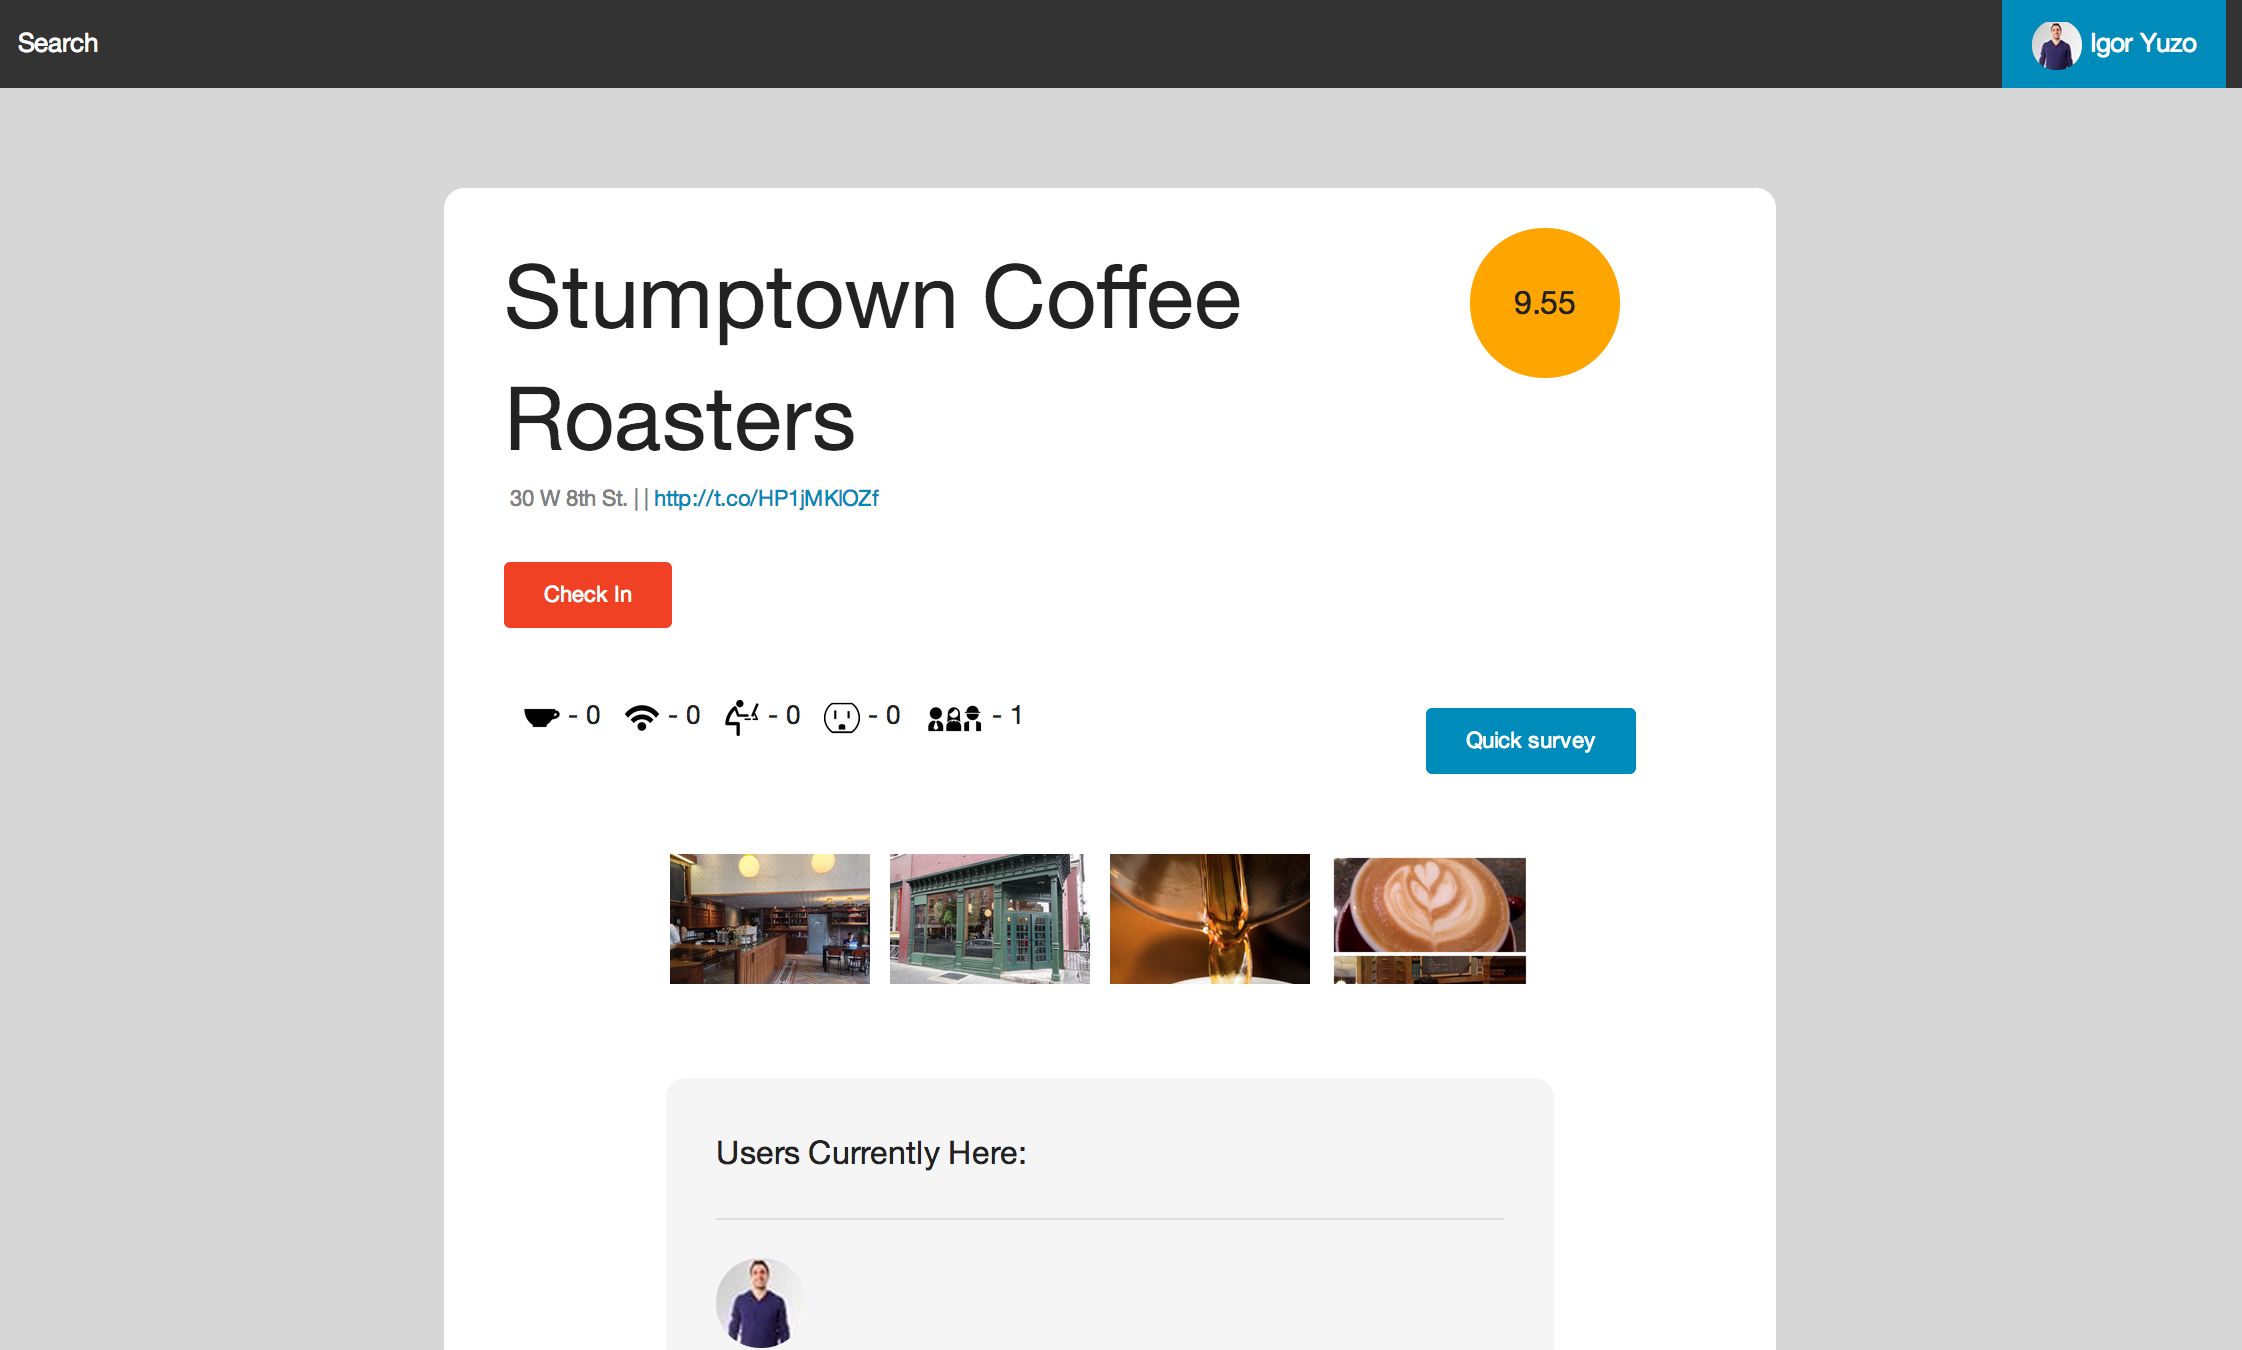 Search
Igor Yuzo
Stumptown Coffee
Roasters
9.55
30 W 8th St. | | http://t.co/HP1jMKlOZf
Check In
- 0 - 0 - 0 - 0 - 1
Quick survey
Users Currently Here: